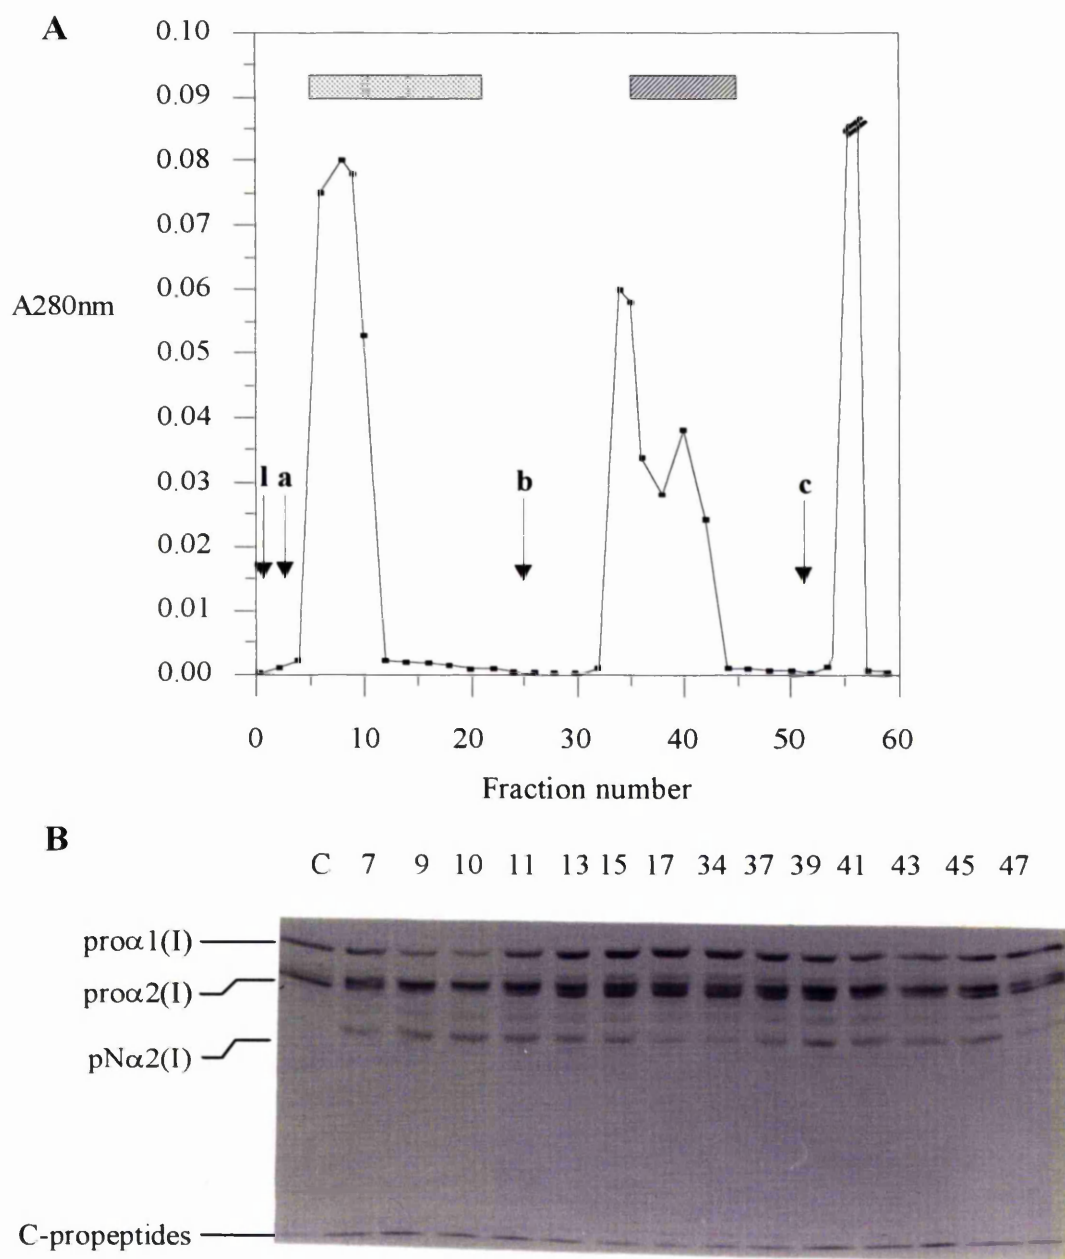 A
0.10
0.09
0.08
0.07
0.06
A280nm
0.05
0.04
0.03
0.02
0.01
0.00
l a
b
c
0 10 20 30 40 50 60
Fraction number
B
C 7 9 10 11 13 15 17 34 37 39 41 43 45 47
proα1(I)
proα2(I)
pNα2(I)
C-propeptides